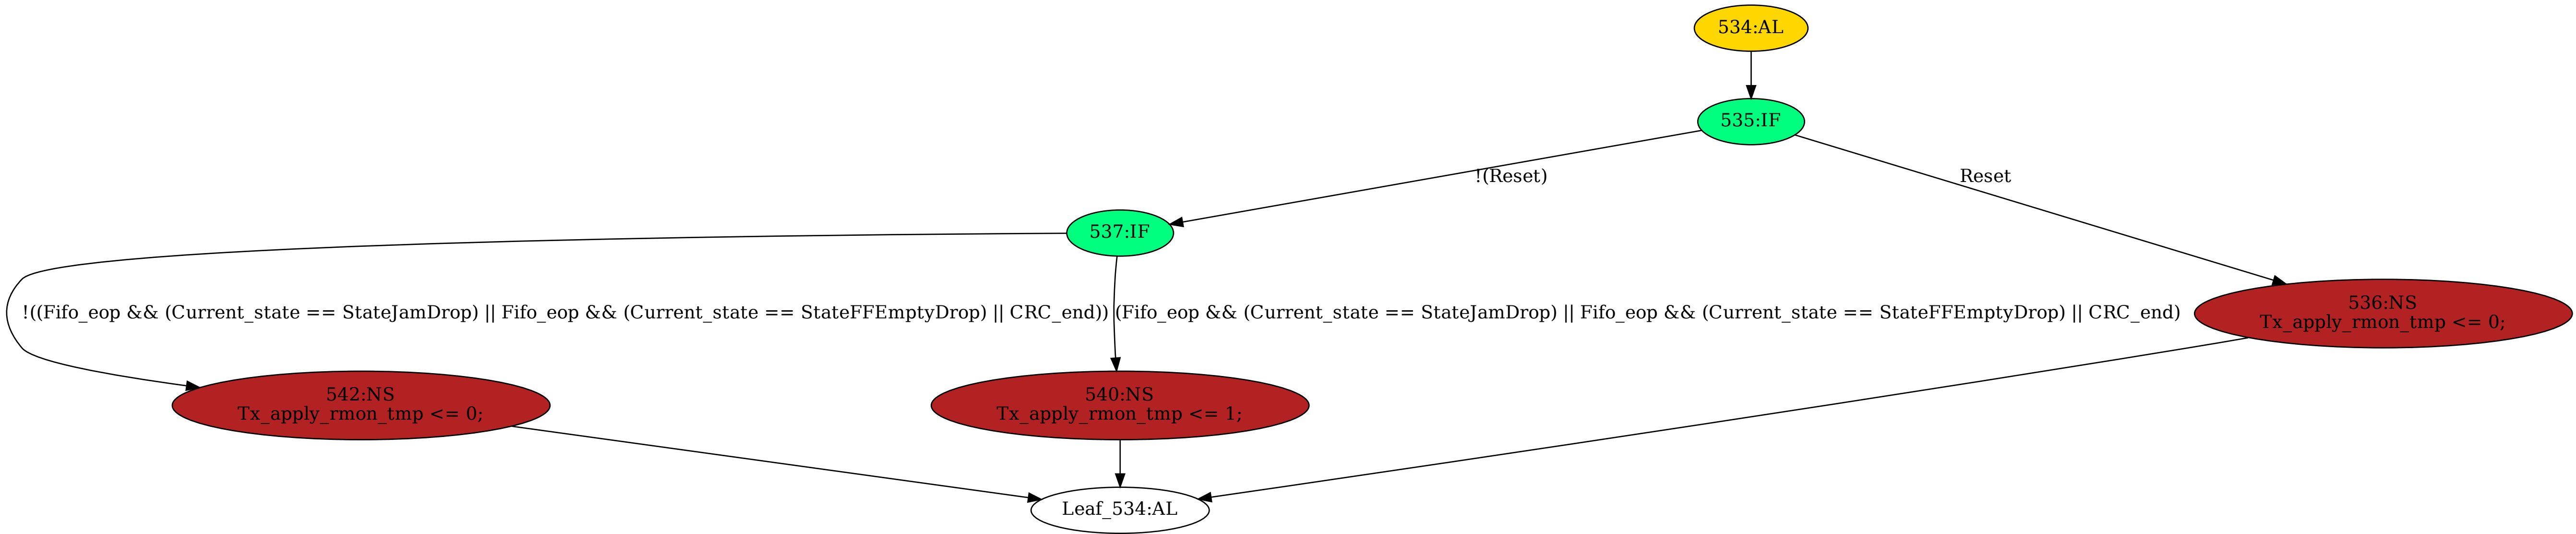 534:AL
535:IF
!(Reset)
Reset
537:IF
!((Fifo_eop && (Current_state == StateJamDrop) || Fifo_eop && (Current_state == StateFFEmptyDrop) || CRC_end))
(Fifo_eop && (Current_state == StateJamDrop) || Fifo_eop && (Current_state == StateFFEmptyDrop) || CRC_end)
536:NS
Tx_apply_rmon_tmp <= 0;
542:NS
Tx_apply_rmon_tmp <= 0;
540:NS
Tx_apply_rmon_tmp <= 1;
Leaf_534:AL